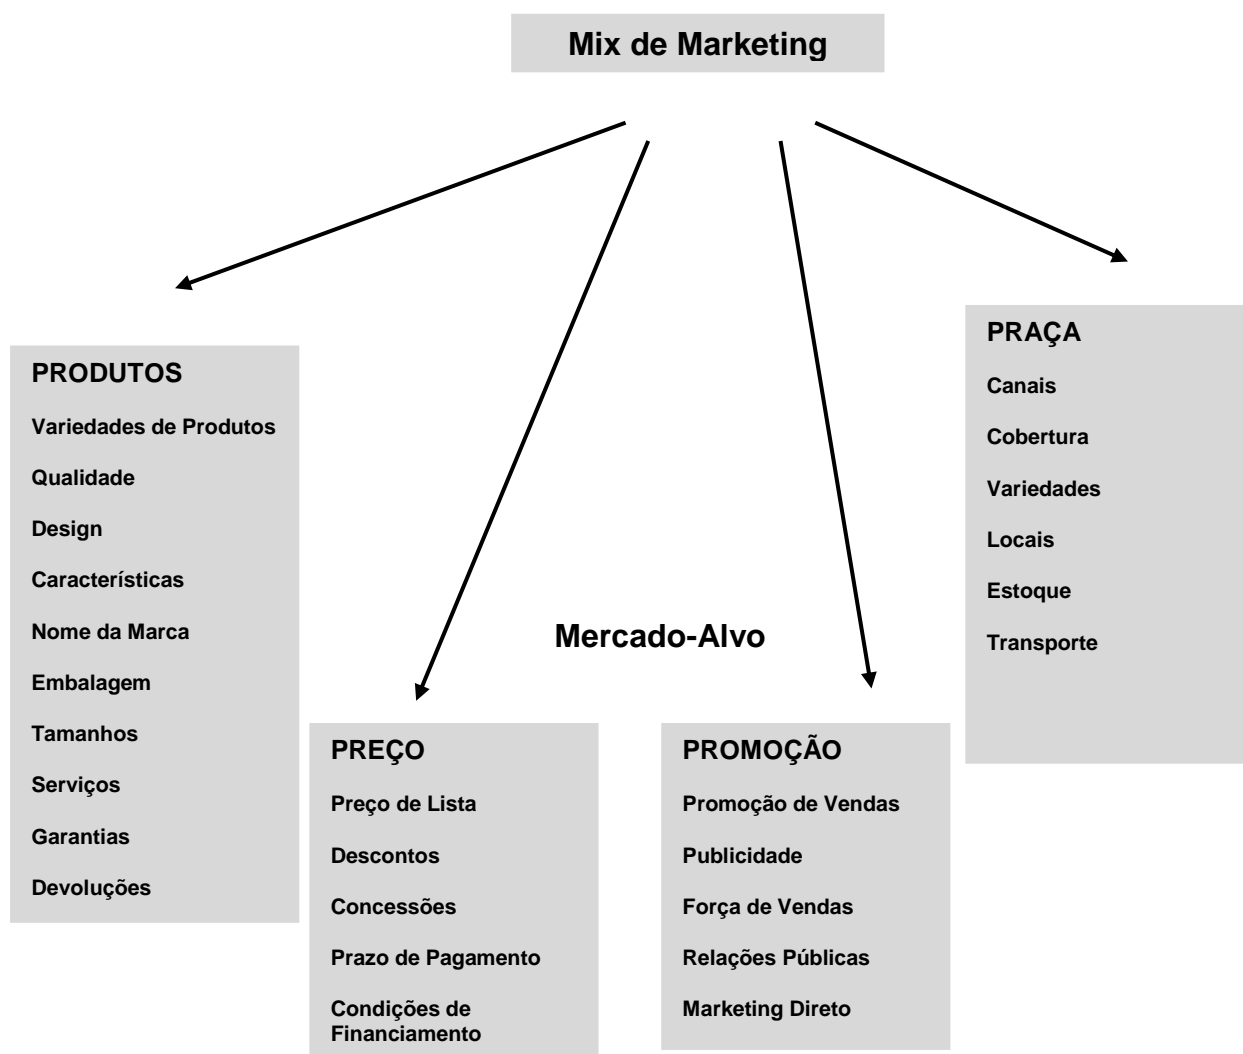 Mix de Marketing
PRODUTOS
Variedades de Produtos
Qualidade
Design
Características
Nome da Marca
Embalagem
Tamanhos
Serviços
Garantias
Devoluções
Mercado-Alvo
PREÇO
Preço de Lista
Descontos
Concessões
Prazo de Pagamento
Condições de
Financiamento
PROMOÇÃO
Promoção de Vendas
Publicidade
Força de Vendas
Relações Públicas
Marketing Direto
PRAÇA
Canais
Cobertura
Variedades
Locais
Estoque
Transporte